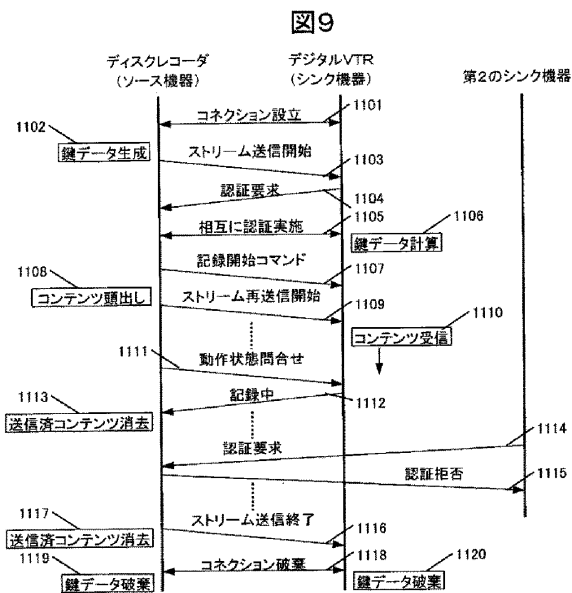 図9
ディスクレコーダ
(ソース機器)
デジタルVTR
(シンク機器)
第2のシンク機器
コネクション設立
1101
1102
鍵データ生成
ストリーム送信開始
1103
認証要求
1104
相互に認証実施
1105
1106
鍵データ計算
記録開始コマンド
1107
1108
コンテンツ頭出し
ストリーム再送信開始
1109
1110
コンテンツ受信
1111
動作状態問合せ
記録中
1112
1113
送信済コンテンツ消去
1114
認証要求
認証拒否
1115
1117
ストリーム送信終了
1116
送信済コンテンツ消去
コネクション破棄
1118
1119
鍵データ破棄
1120
鍵データ破棄